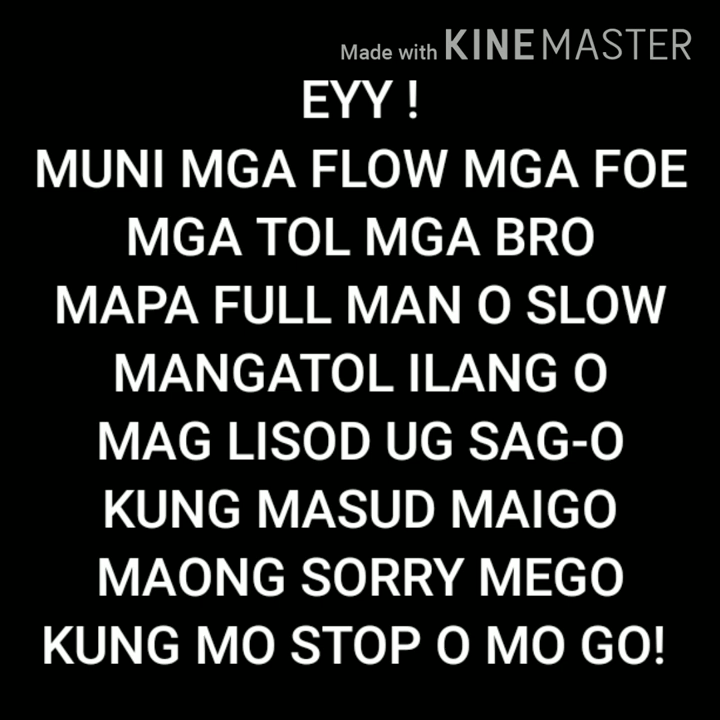 Made with KINEMASTER
EYY !
MUNI MGA FLOW MGA FOE
MGA TOL MGA BRO
MAPA FULL MAN O SLOW
MANGATOL ILANG O
MAG LISOD UG SAG-O
KUNG MASUD MAIGO
MAONG SORRY MEGO
KUNG MO STOP O MO GO!